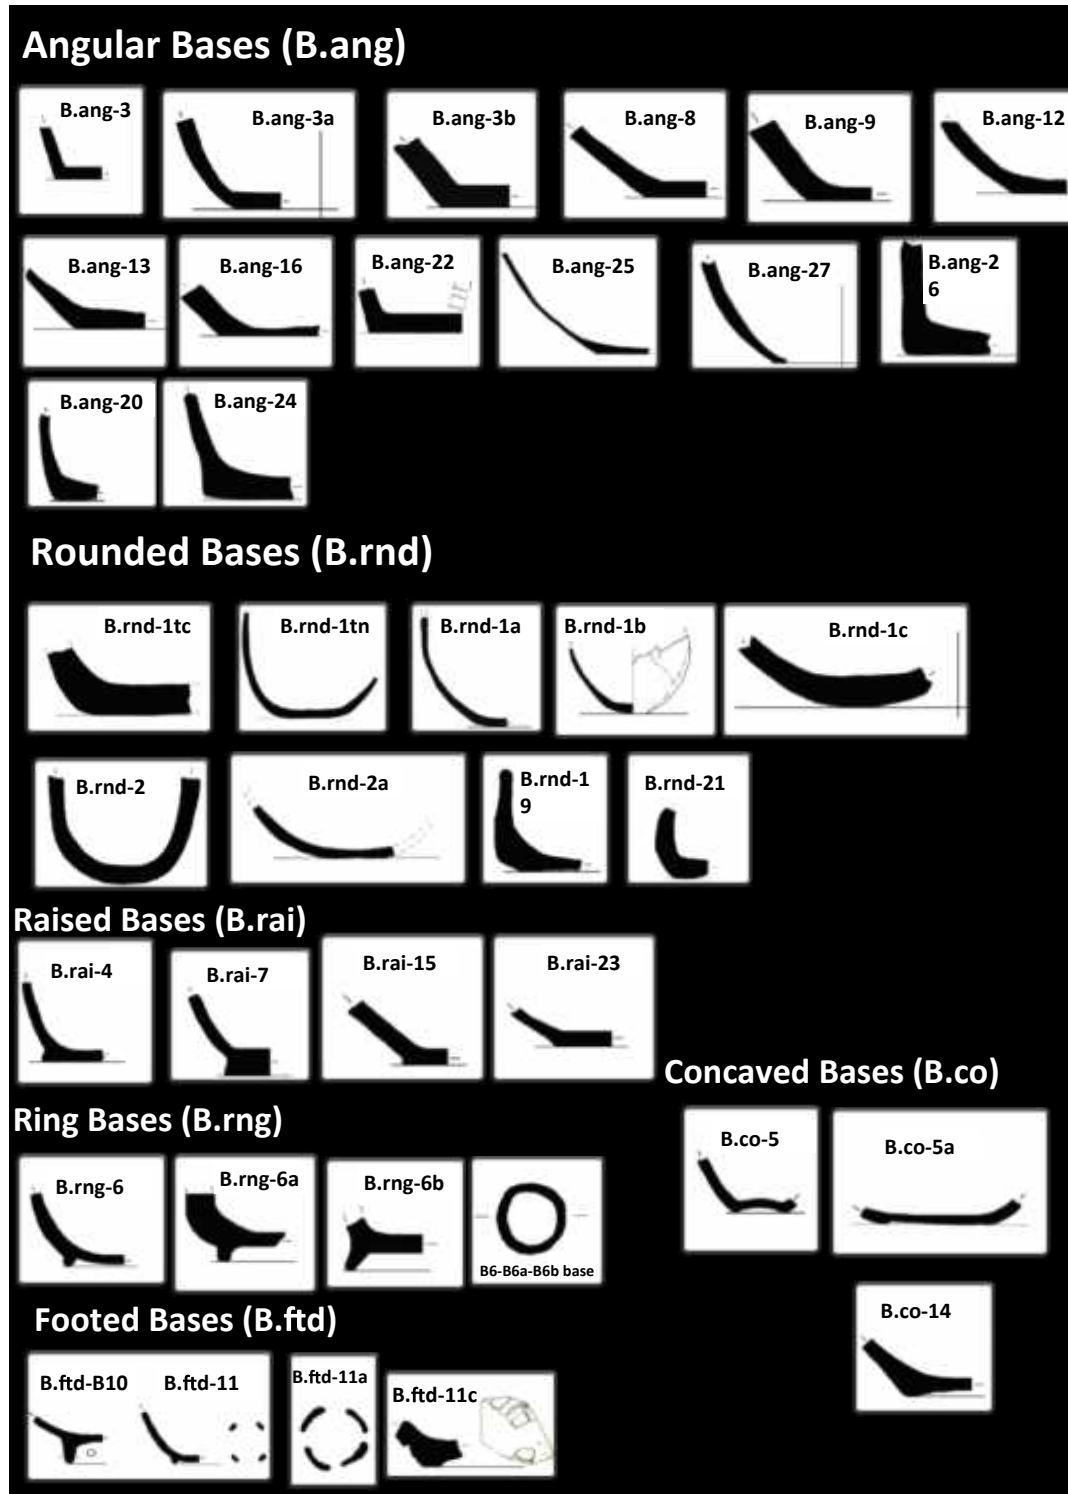 Angular Bases (B.ang)
B.ang-3
B.ang-3a
B.ang-3b
B.ang-8
B.ang-9
B.ang-12
B.ang-13
B.ang-16
B.ang-22
B.ang-25
B.ang-27
B.ang-2
6
B.ang-20
B.ang-24
Rounded Bases (B.rnd)
B.rnd-1tc
B.rnd-1tn
B.rnd-1a
B.rnd-1b
B.rnd-1c
B.rnd-2
B.rnd-2a
B.rnd-1
9
B.rnd-21
Raised Bases (B.rai)
B.rai-4
B.rai-7
B.rai-15
B.rai-23
Concaved Bases (B.co)
B.co-5
B.co-5a
B.co-14
Ring Bases (B.rng)
B.rng-6
B.rng-6a
B.rng-6b
B6-B6a-B6b base
Footed Bases (B.ftd)
B.ftd-B10
B.ftd-11
B.ftd-11a
B.ftd-11c